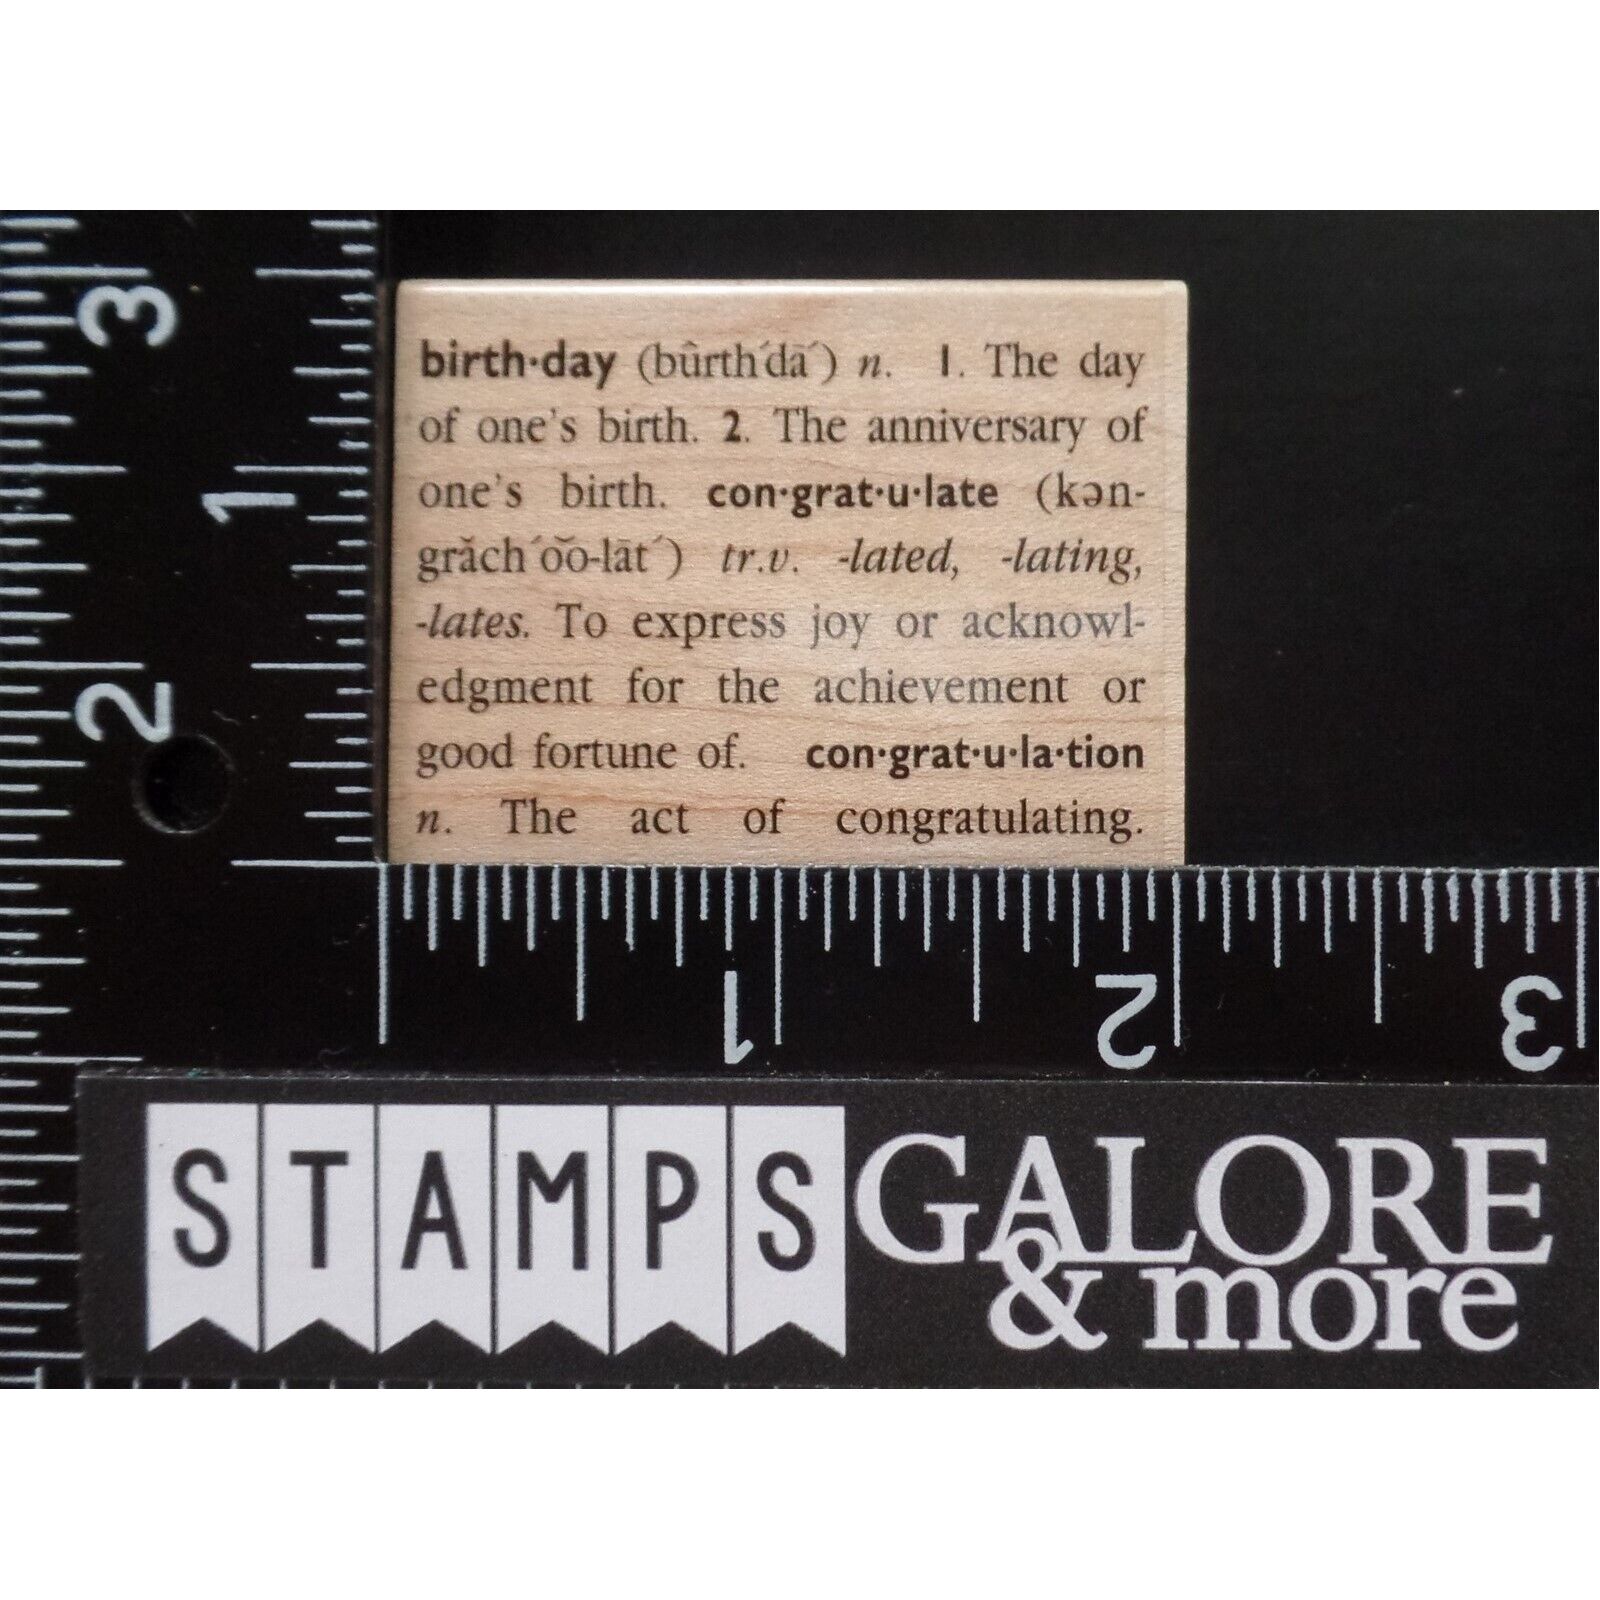 birth·day (bûrth´dā´) n. 1. The day
of one's birth. 2. The anniversary of
one's birth. con·grat·u·late (kən-
grăch´o͝o-lāt´) tr.v. -lated, -lating,
-lates. To express joy or acknowl-
edgment for the achievement or
good fortune of. con·grat·u·la·tion
n. The act of congratulating.
3
2
1
1
2
3
STAMPS GALORE
& more